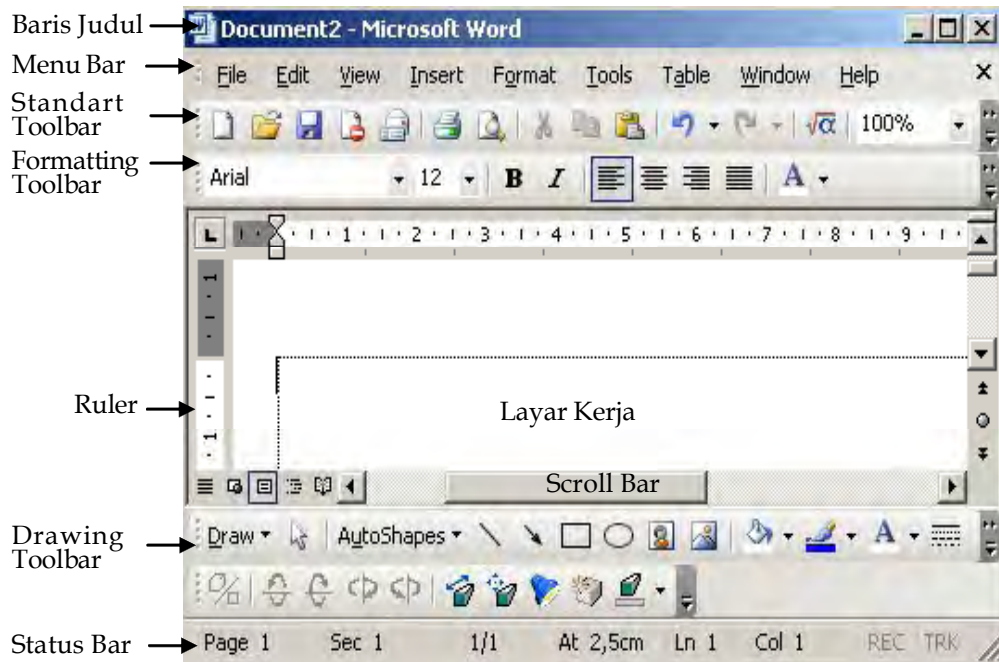 Baris Judul
Document2 - Microsoft Word
Menu Bar
File Edit View Insert Format Tools Table Window Help
Standart
Toolbar
100%
Formatting
Toolbar
Arial 12 B I A
L 1 2 3 4 5 6 7 8 9
1
Ruler
Layar Kerja
1
Scroll Bar
Drawing
Toolbar
Draw AutoShapes A
Status Bar
Page 1 Sec 1 1/1 At 2,5cm Ln 1 Col 1 REC TRK